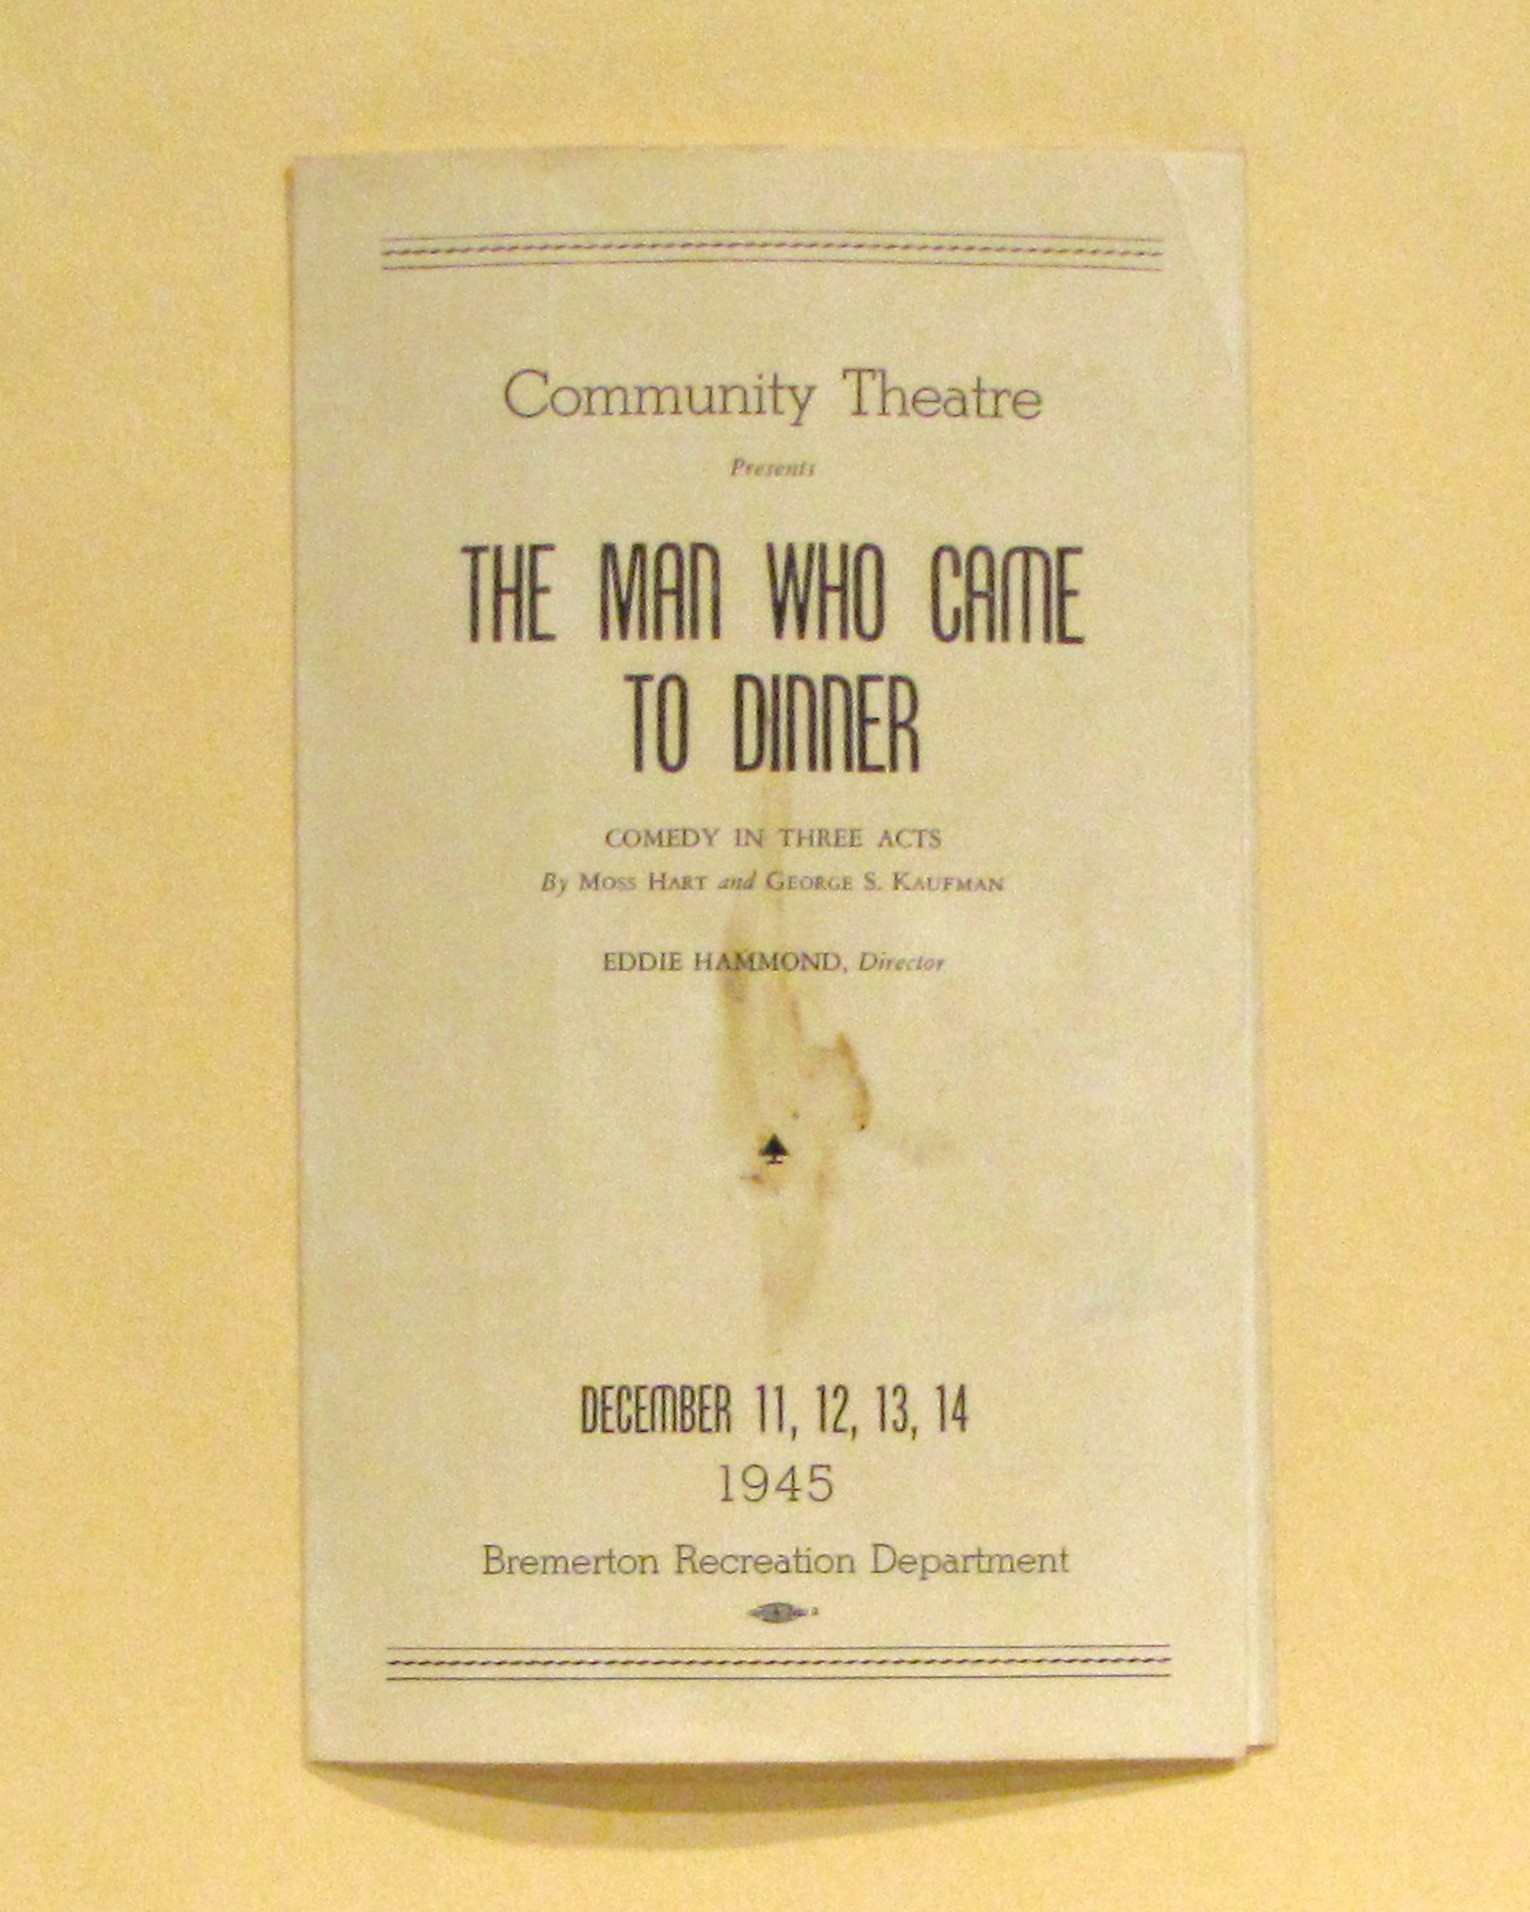 Community Theatre
Presents
THE MAN WHO CAME
TO DINNER
COMEDY IN THREE ACTS
By MOSS HART and GEORGE S. KAUFMAN
EDDIE HAMMOND, Director
DECEMBER 11, 12, 13, 14
1945
Bremerton Recreation Department